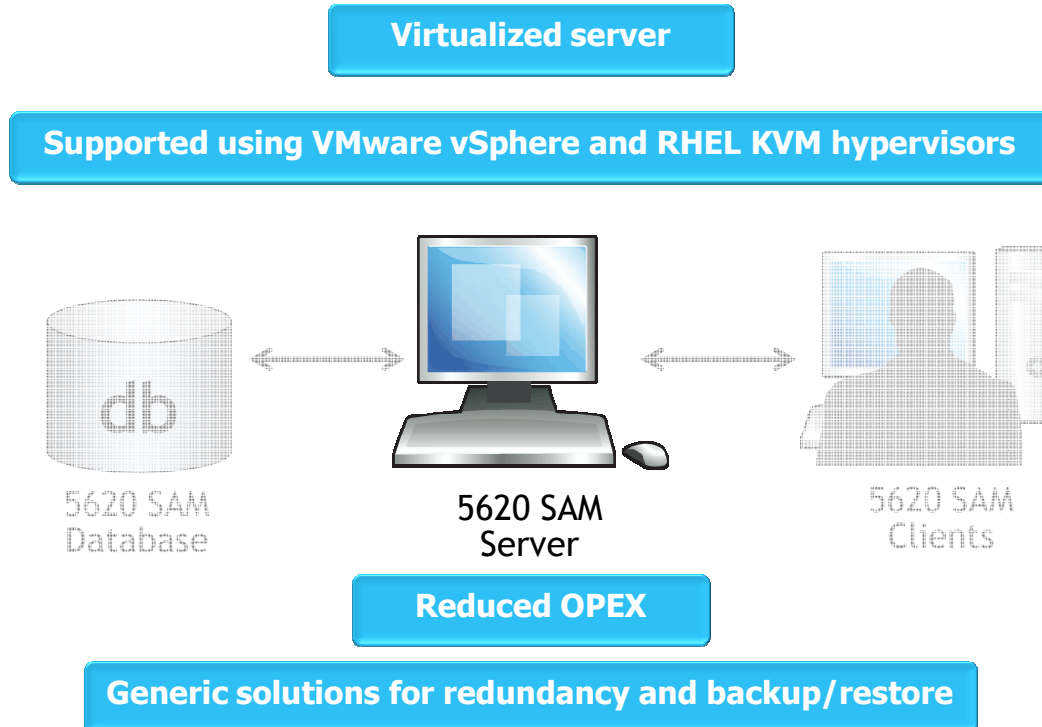 Virtualized server
Supported using VMware vSphere and RHEL KVM hypervisors
db
5620 SAM
Database
5620 SAM
Server
5620 SAM
Clients
Reduced OPEX
Generic solutions for redundancy and backup/restore